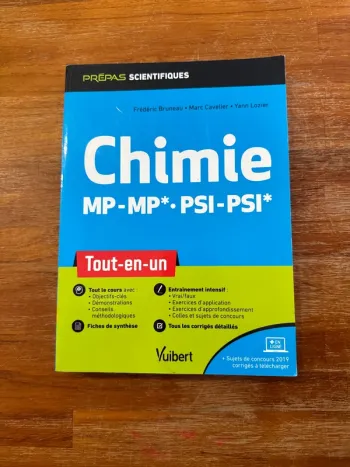 PRÉPAS SCIENTIFIQUES
Frédéric Bruneau • Marc Cavelier • Yann Lozier
Chimie
MP-MP*• PSI-PSI*
Tout-en-un
Tout le cours avec :
• Objectifs-clés
• Démonstrations
• Conseils
méthodologiques
Fiches de synthèse
Entraînement intensif :
• Vrai/faux
• Exercices d'application
• Exercices d'approfondissement
• Colles et sujets de concours
Tous les corrigés détaillés
Vuibert
+ EN
LIGNE
• Sujets de concours 2019
corrigés à télécharger